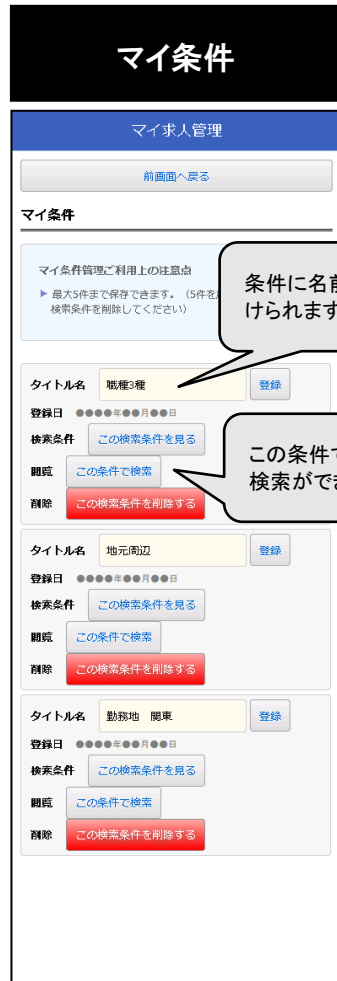 マイ条件
マイ求人管理
前画面へ戻る
マイ条件
マイ条件管理ご利用上の注意点
▶ 最大5件まで保存できます。（5件を
検索条件を削除してください）
条件に名前
けられます
タイトル名 職種3種 登録
登録日 ●●●●年●●月●●日
検索条件 この検索条件を見る
閲覧 この条件で検索
削除 この検索条件を削除する
この条件で
検索ができ
タイトル名 地元周辺 登録
登録日 ●●●●年●●月●●日
検索条件 この検索条件を見る
閲覧 この条件で検索
削除 この検索条件を削除する
タイトル名 勤務地 関東 登録
登録日 ●●●●年●●月●●日
検索条件 この検索条件を見る
閲覧 この条件で検索
削除 この検索条件を削除する